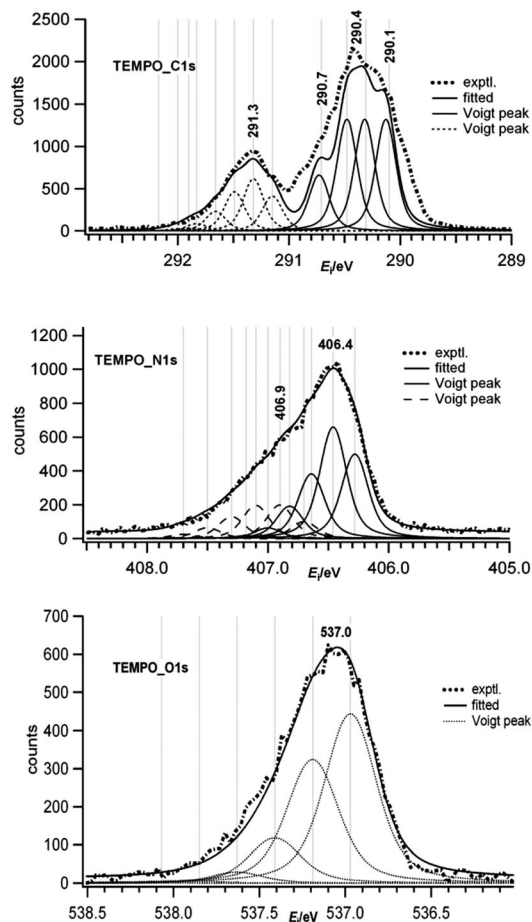 2500
2000
1500
1000
500
0
counts
TEMPO_C1s
291.3
290.7
290.4
290.1
exptl.
fitted
Voigt peak
Voigt peak
292
291
290
289
Ei/eV
1200
1000
800
600
400
200
0
counts
TEMPO_N1s
406.9
406.4
exptl.
fitted
Voigt peak
Voigt peak
408.0
407.0
406.0
405.0
Ei/eV
700
600
500
400
300
200
100
0
counts
TEMPO_O1s
537.0
exptl.
fitted
Voigt peak
538.5
538.0
537.5
537.0
536.5
Ei/eV